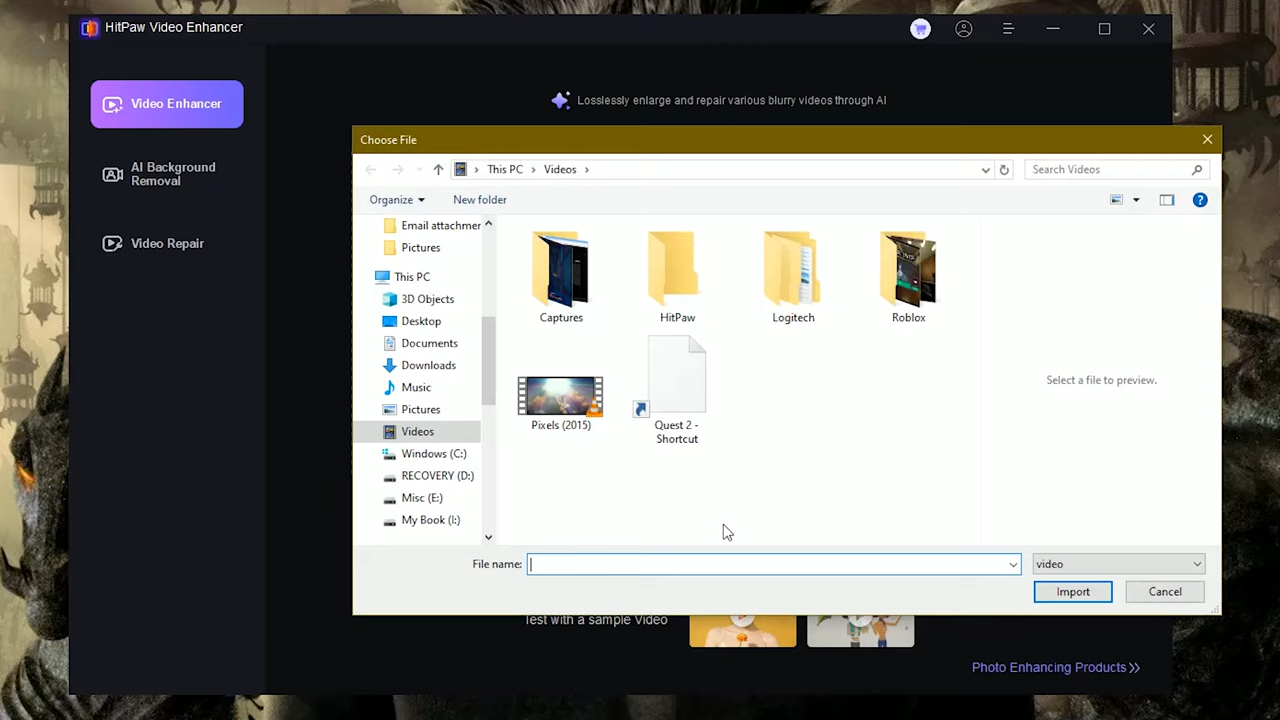 HitPaw Video Enhancer
Video Enhancer
AI Background
Removal
Video Repair
Losslessly enlarge and repair various blurry videos through AI
Choose File
This PC
Videos
Search Videos
Organize
New folder
Email attachmer
Pictures
This PC
3D Objects
Desktop
Documents
Downloads
Music
Pictures
Videos
Windows (C:)
RECOVERY (D:)
Misc (E:)
My Book (I:)
Captures
HitPaw
Logitech
Roblox
Pixels (2015)
Quest 2 -
Shortcut
Select a file to preview.
File name:
video
Import
Cancel
Test with a sample Video
Photo Enhancing Products